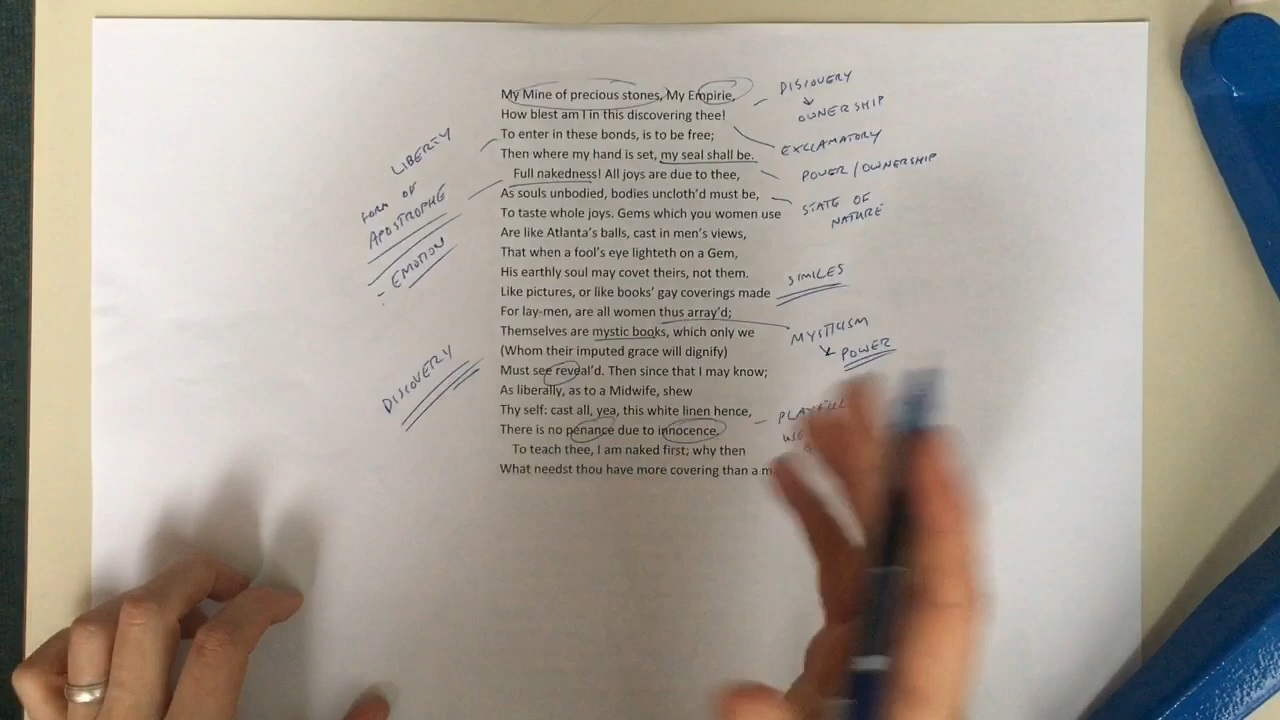 My Mine of precious stones, My Empirie,
How blest am I in this discovering thee!
To enter in these bonds, is to be free;
Then where my hand is set, my seal shall be.
Full nakedness! All joys are due to thee,
As souls unbodied, bodies uncloth’d must be,
To taste whole joys. Gems which you women use
Are like Atlanta’s balls, cast in men’s views,
That when a fool’s eye lighteth on a Gem,
His earthly soul may covet theirs, not them.
Like pictures, or like books’ gay coverings made
For lay-men, are all women thus array’d;
Themselves are mystic books, which only we
(Whom their imputed grace will dignify)
Must see reveal’d. Then since that I may know;
As liberally, as to a Midwife, shew
Thy self: cast all, yea, this white linen hence,
There is no penance due to innocence.
To teach thee, I am naked first; why then
What needst thou have more covering than a
LIBERTY
FORM OF
APOSTROPHE
EMOTION
DISCOVERY
DISCOVERY
OWNERSHIP
EXCLAMATORY
POWER / OWNERSHIP
STATE OF
NATURE
SIMILES
MYSTICISM
POWER